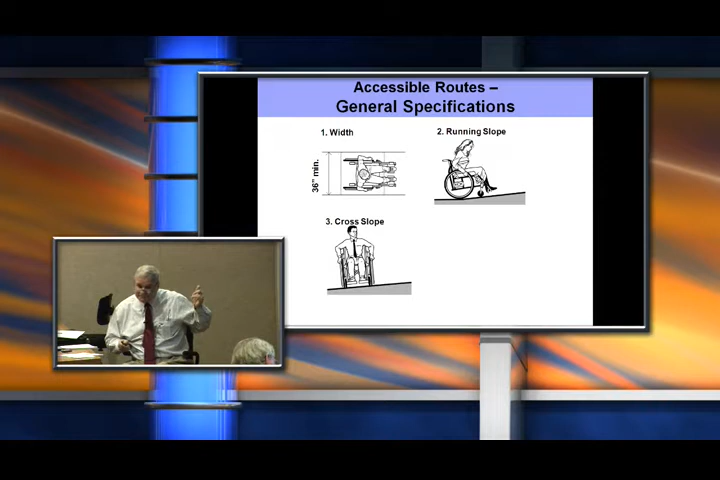 Accessible Routes –
General Specifications
1. Width
2. Running Slope
36" min.
3. Cross Slope